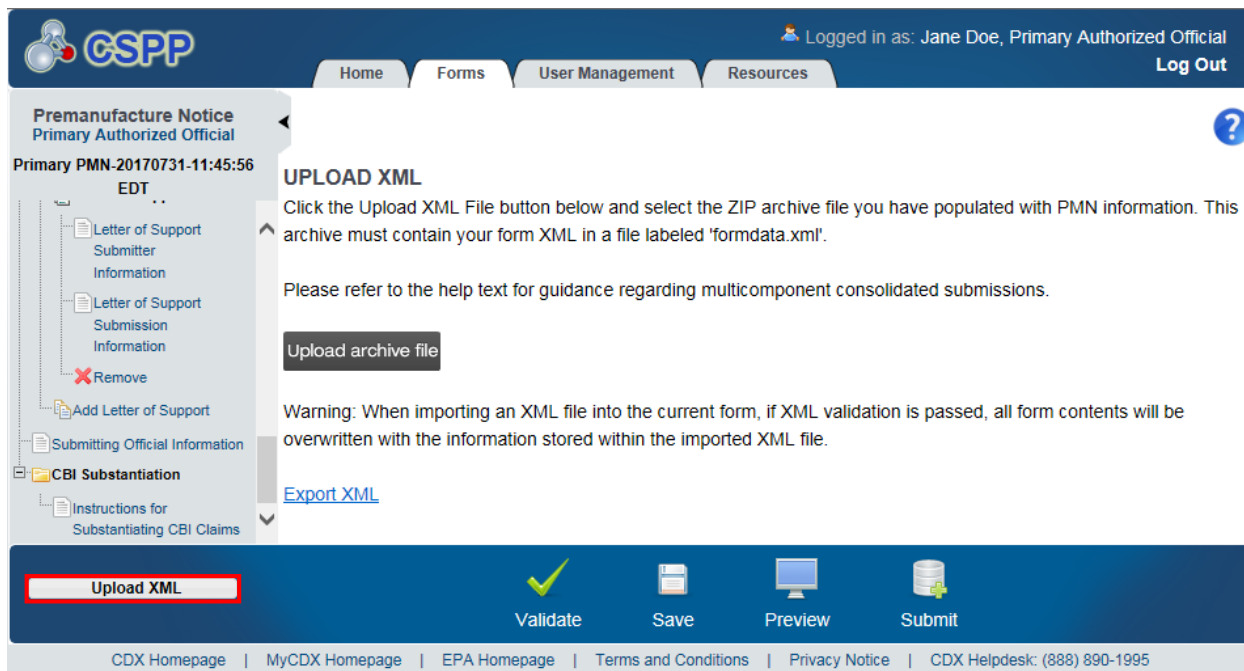 CSPP
Logged in as: Jane Doe, Primary Authorized Official
Log Out
Home Forms User Management Resources
Premanufacture Notice
Primary Authorized Official
Primary PMN-20170731-11:45:56
EDT
Letter of Support
Submitter
Information
Letter of Support
Submission
Information
Remove
Add Letter of Support
Submitting Official Information
CBI Substantiation
Instructions for
Substantiating CBI Claims
?
UPLOAD XML
Click the Upload XML File button below and select the ZIP archive file you have populated with PMN information. This
archive must contain your form XML in a file labeled 'formdata.xml'.
Please refer to the help text for guidance regarding multicomponent consolidated submissions.
Upload archive file
Warning: When importing an XML file into the current form, if XML validation is passed, all form contents will be
overwritten with the information stored within the imported XML file.
Export XML
Upload XML
Validate Save Preview Submit
CDX Homepage | MyCDX Homepage | EPA Homepage | Terms and Conditions | Privacy Notice | CDX Helpdesk: (888) 890-1995